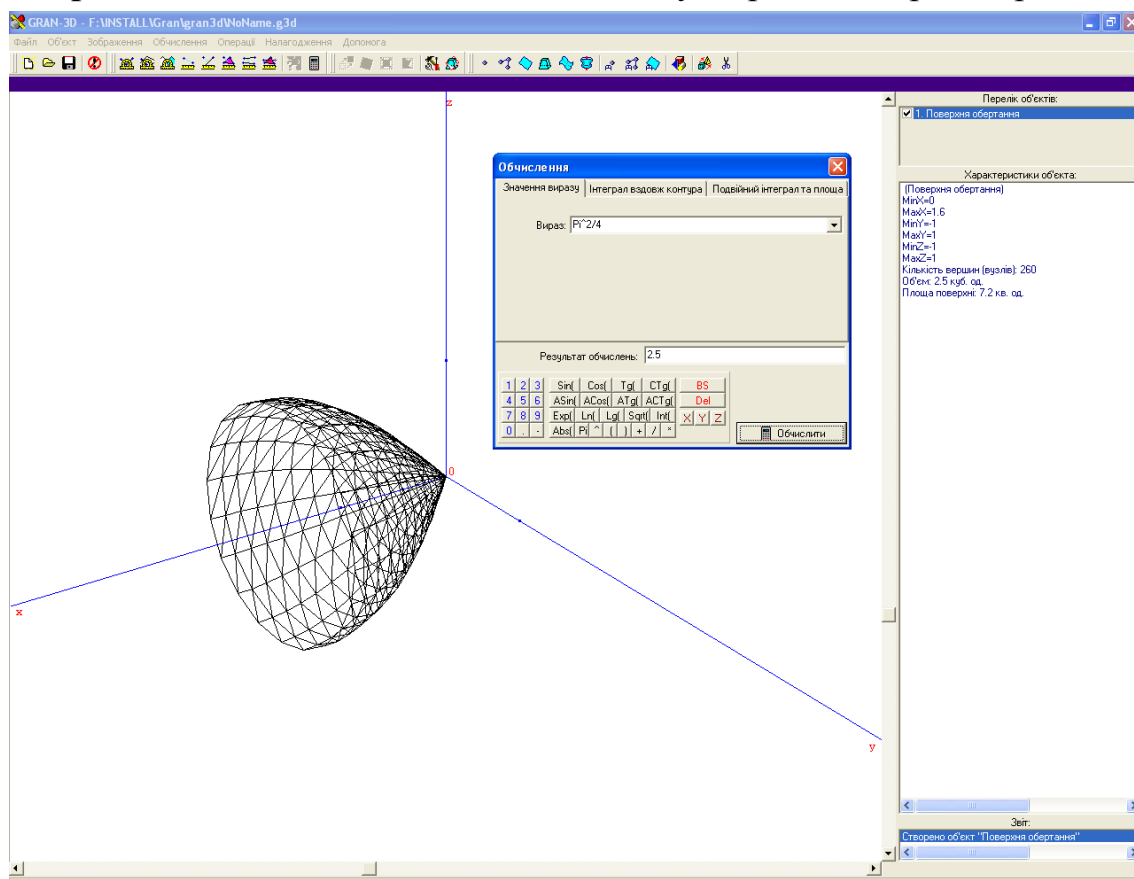 GRAN-3D - F:\INSTALL\Gran\gran3d\NoName.g3d
Файл Об'єкт Зображення Обчислення Операції Налагодження Допомога
z
0
x
y
Обчислення
Значення виразу Інтеграл вздовж контура Подвійний інтеграл та площа
Вираз: Pi^2/4
Результат обчислень: 2.5
1 2 3 Sin( Cos( Tg( CTg( BS
4 5 6 ASin( ACos( ATg( ACTg( Del
7 8 9 Exp( Ln( Lg( Sqrt( Int( X Y Z
0 . - Abs( Pi ^ ( ) + / *
Обчислити
Перелік об'єктів:
1. Поверхня обертання
Характеристики об'єкта:
(Поверхня обертання)
MinX=0
MaxX=1.6
MinY=-1
MaxY=1
MinZ=-1
MaxZ=1
Кількість вершин (вузлів): 260
Об'єм: 2.5 куб. од.
Площа поверхні: 7.2 кв. од.
Звіт:
Створено об'єкт "Поверхня обертання"